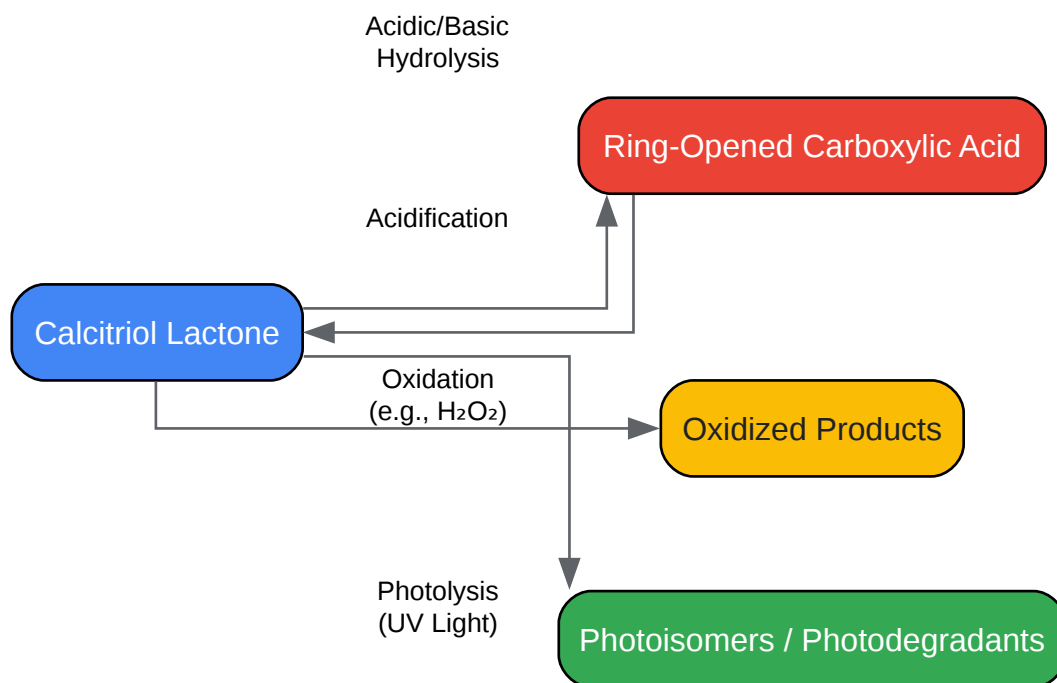 Acidic/Basic
Hydrolysis
Ring-Opened Carboxylic Acid
Acidification
Calcitriol Lactone
Oxidation
(e.g., H₂O₂)
Oxidized Products
Photolysis
(UV Light)
Photoisomers / Photodegradants